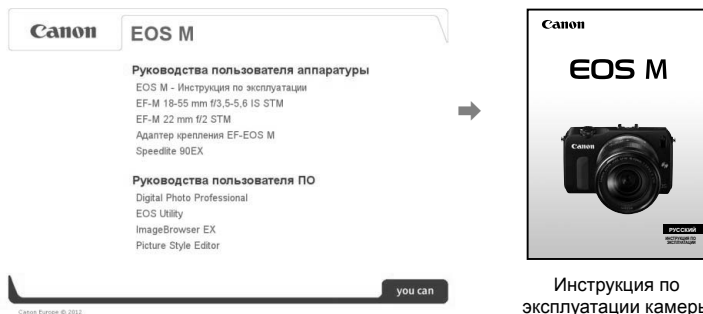 Canon
EOS M
Руководства пользователя аппаратуры
EOS M - Инструкция по эксплуатации
EF-M 18-55 mm f/3,5-5,6 IS STM
EF-M 22 mm f/2 STM
Адаптер крепления EF-EOS M
Speedlite 90EX
Руководства пользователя ПО
Digital Photo Professional
EOS Utility
ImageBrowser EX
Picture Style Editor
you can
Canon Europe © 2012
Canon
EOS M
Canon
РУССКИЙ
ИНСТРУКЦИЯ ПО
ЭКСПЛУАТАЦИИ
Инструкция по
эксплуатации камеры